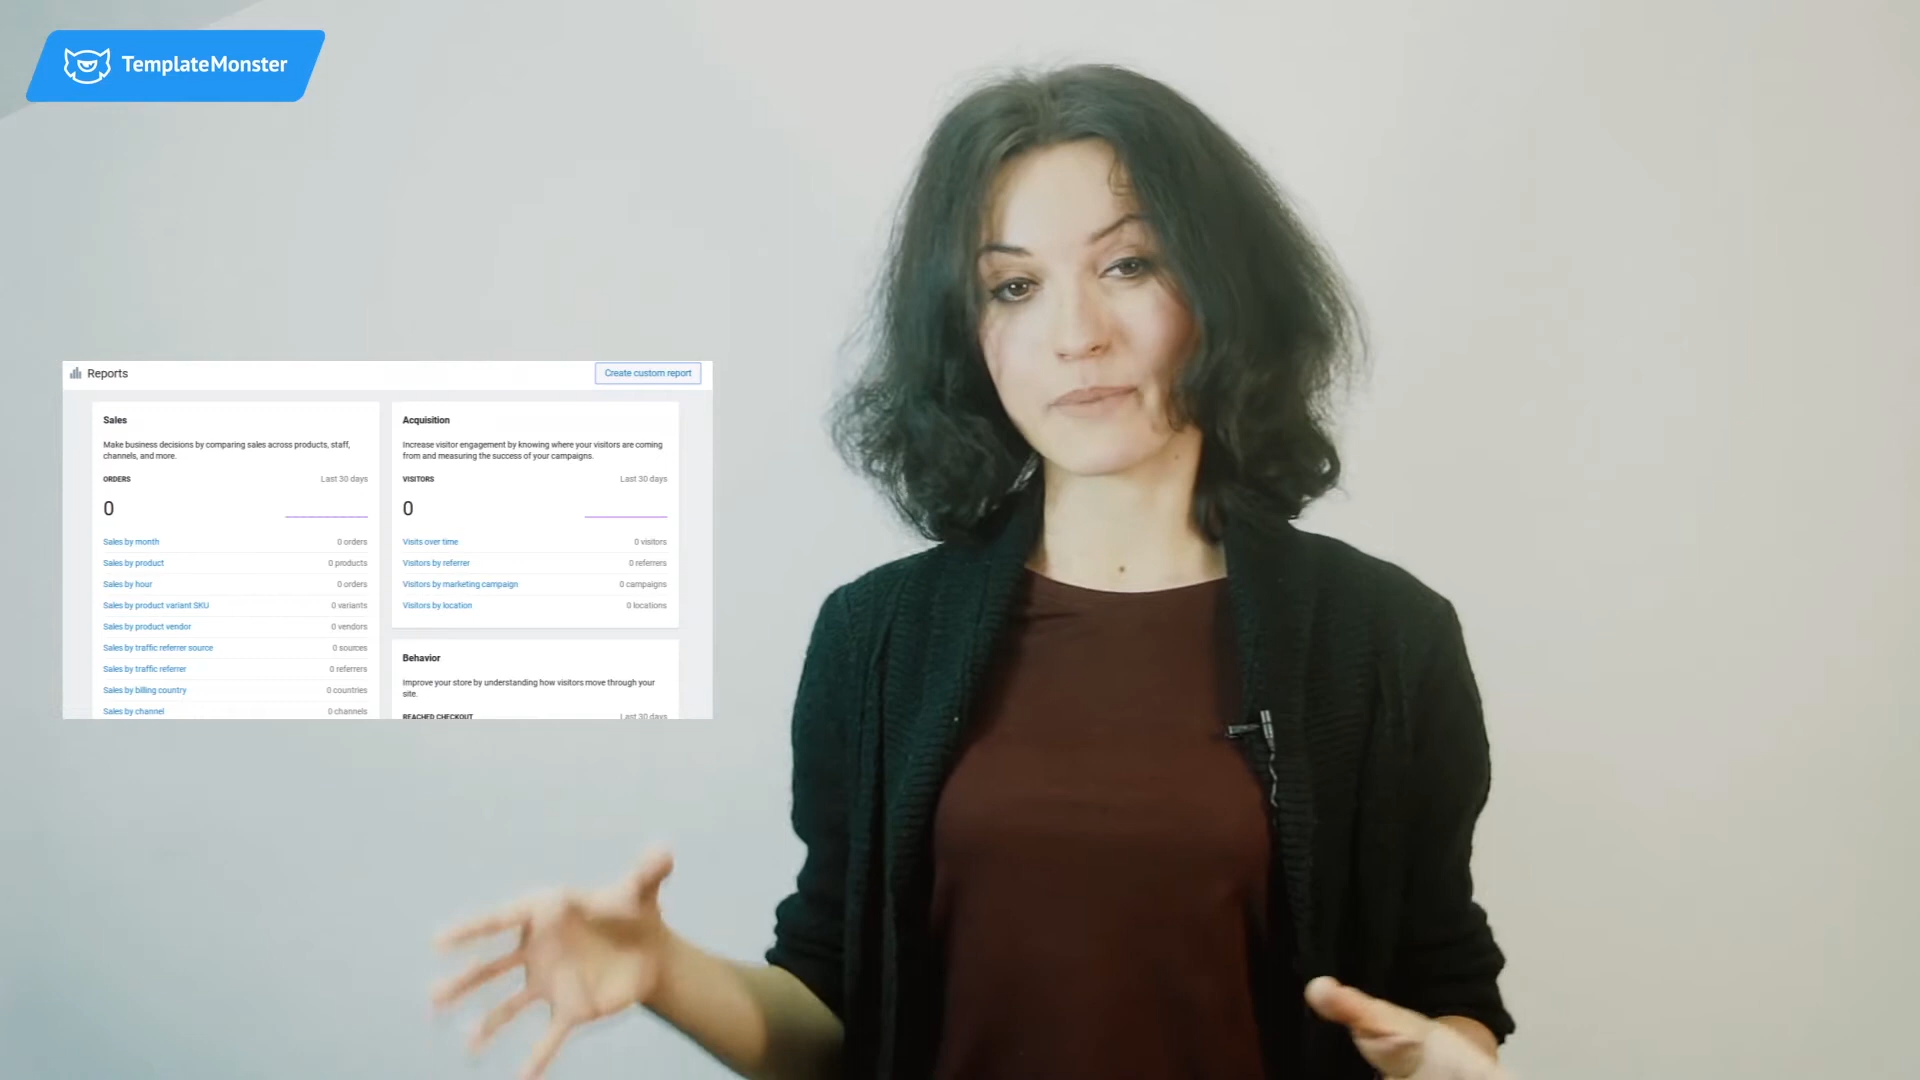 TemplateMonster
Reports
Create custom report
Sales
Make business decisions by comparing sales across products, staff,
channels, and more.
ORDERS
Last 30 days
0
Sales by month
0 orders
Sales by product
0 products
Sales by hour
0 orders
Sales by product variant SKU
0 variants
Sales by product vendor
0 vendors
Sales by traffic referrer source
0 sources
Sales by traffic referrer
0 referrers
Sales by billing country
0 countries
Sales by channel
0 channels
Acquisition
Increase visitor engagement by knowing where your visitors are coming
from and measuring the success of your campaigns.
VISITORS
Last 30 days
0
Visits over time
0 visitors
Visitors by referrer
0 referrers
Visitors by marketing campaign
0 campaigns
Visitors by location
0 locations
Behavior
Improve your store by understanding how visitors move through your
site.
REACHED CHECKOUT
Last 30 days